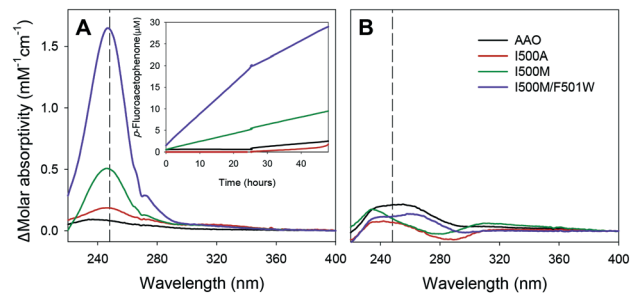 A
B
ΔMolar absorptivity (mM⁻¹cm⁻¹)
1.5
1.0
0.5
0.0
p-Fluoroacetophenone (μM)
30
25
20
15
10
5
0
0 10 20 30 40
Time (hours)
AAO
I500A
I500M
I500M/F501W
240 280 320 360 400
Wavelength (nm)
240 280 320 360 400
Wavelength (nm)